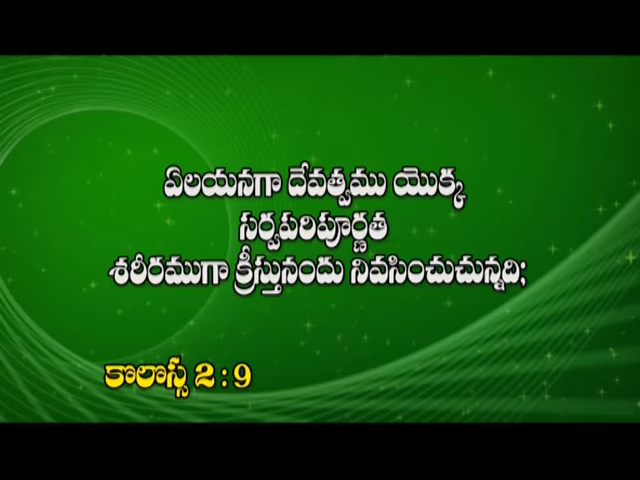 ఏలయనగా దేవత్వము యొక్క
సర్వపరిపూర్ణత
శరీరముగా క్రీస్తునందు నివసించుచున్నది;
కొలొస్స 2 : 9